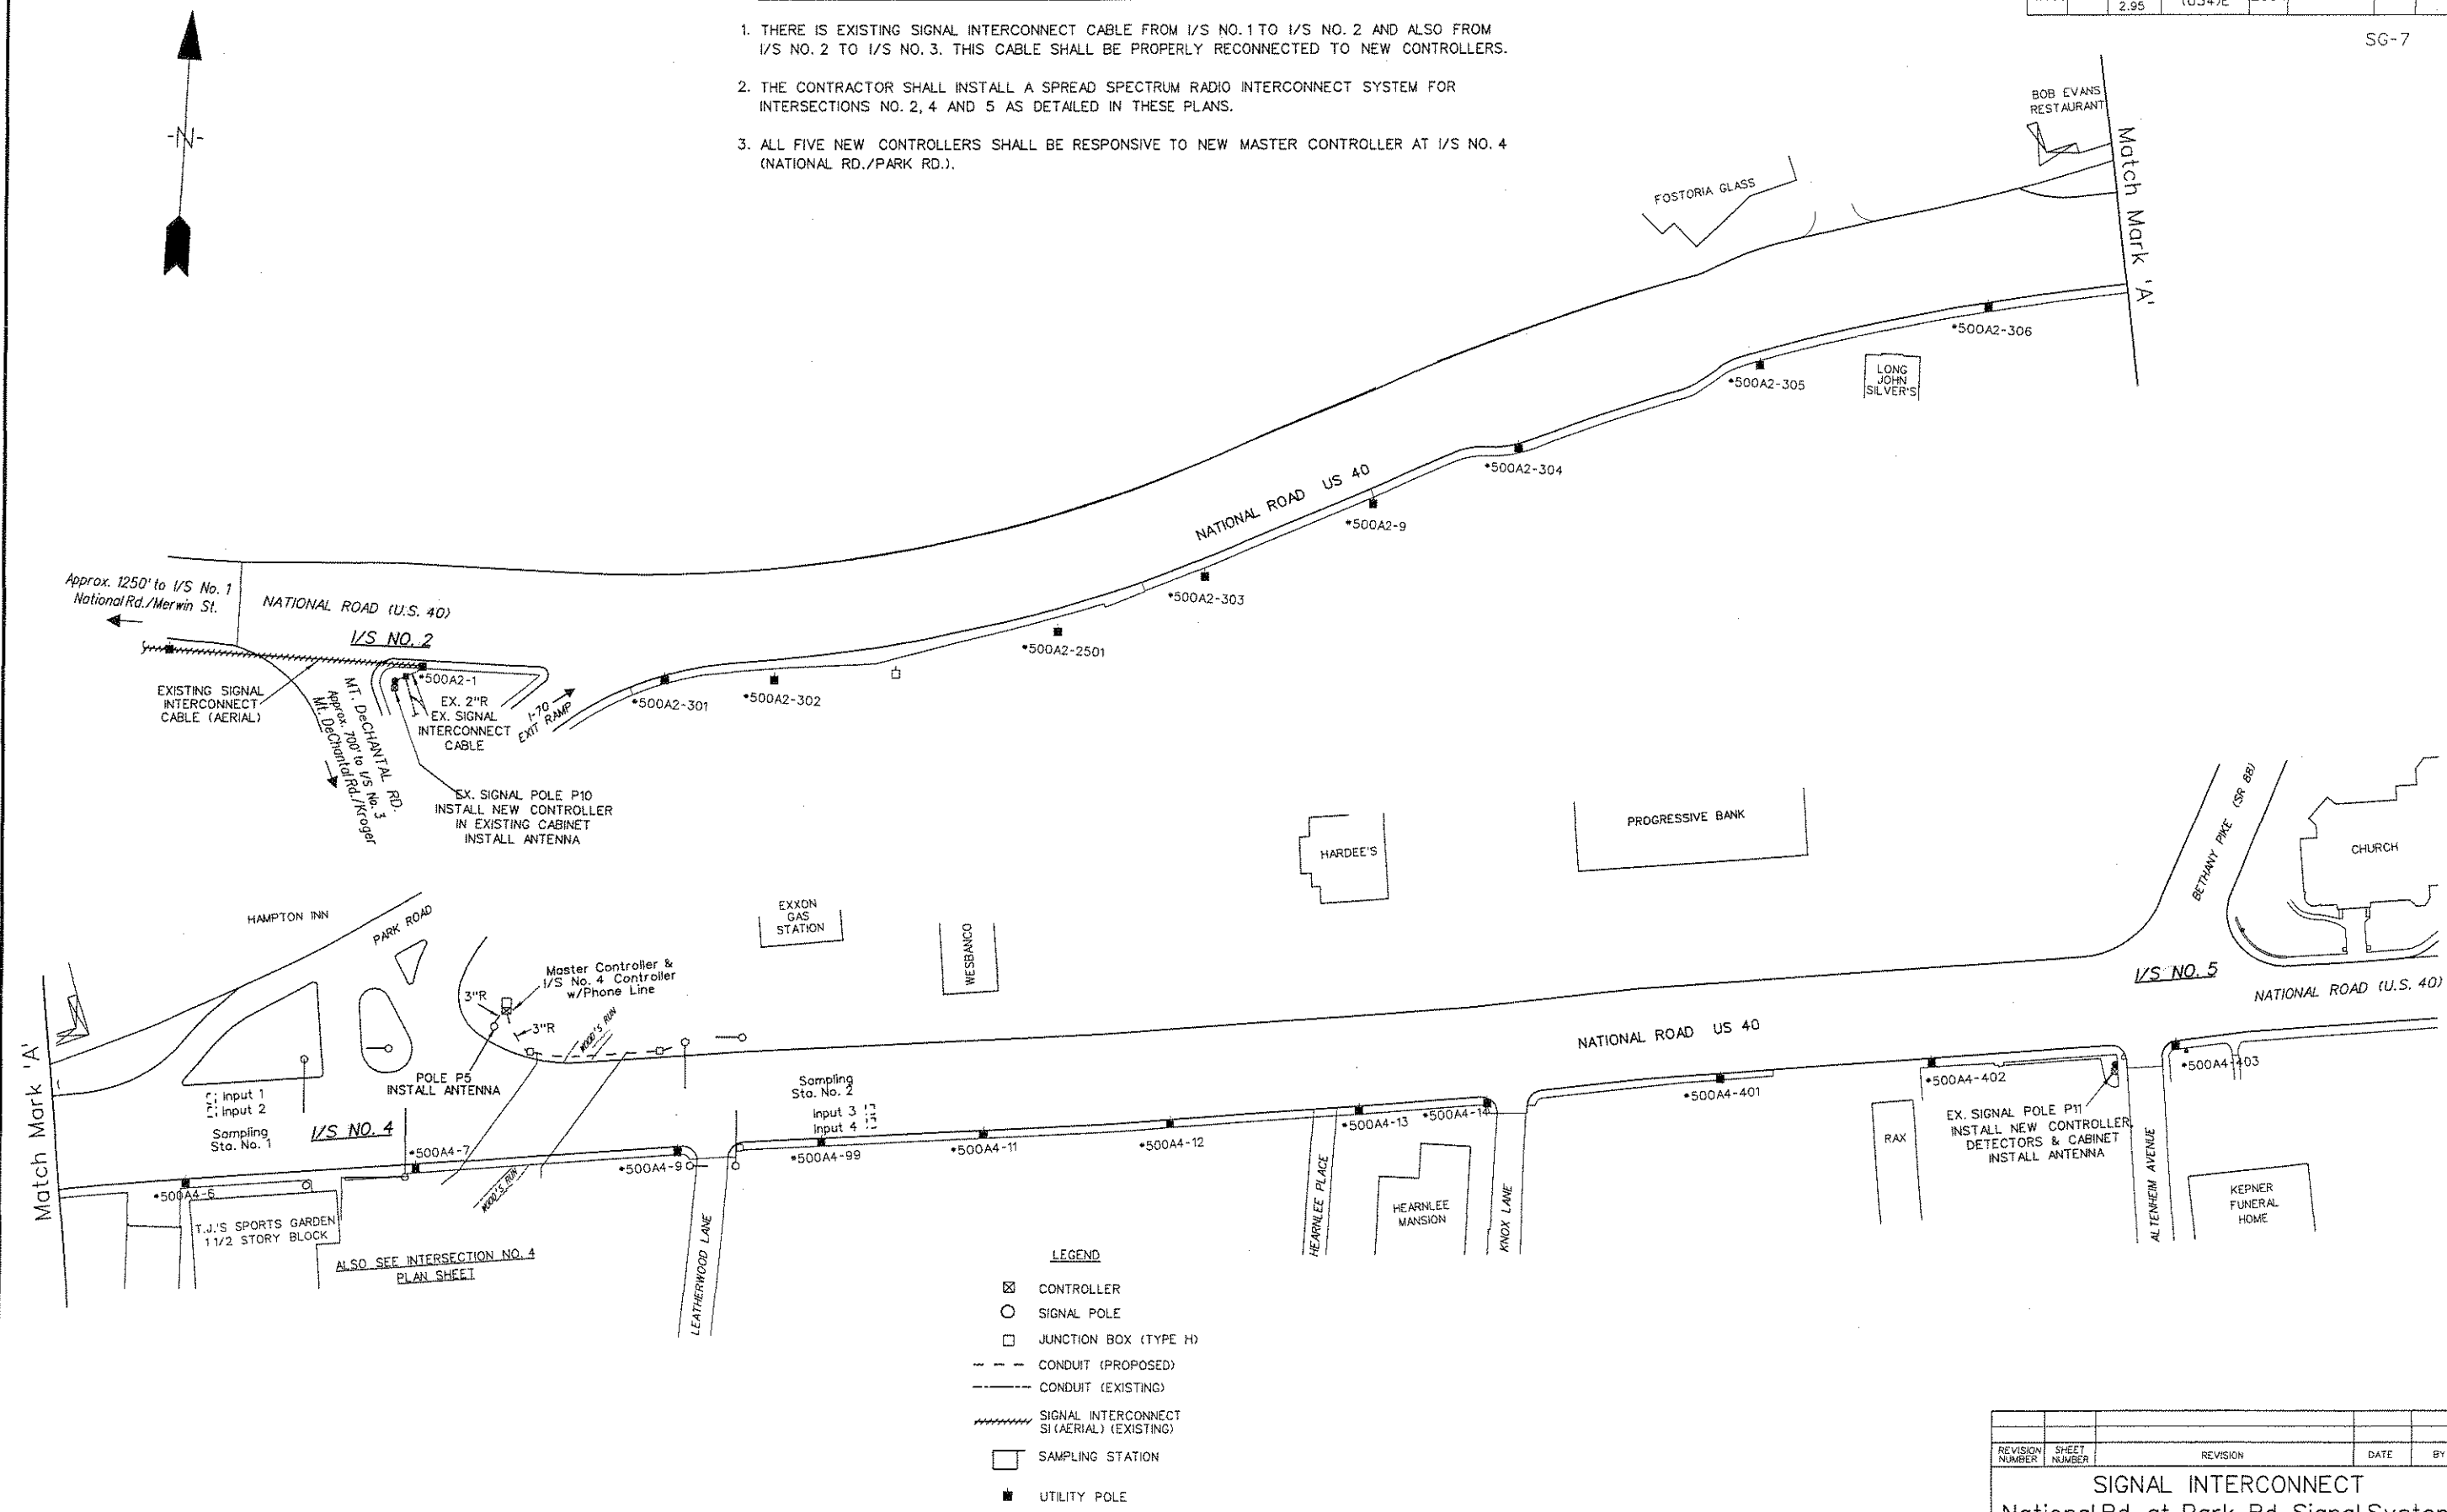 2.95
SG-7
1. THERE IS EXISTING SIGNAL INTERCONNECT CABLE FROM I/S NO. 1 TO I/S NO. 2 AND ALSO FROM
I/S NO. 2 TO I/S NO. 3. THIS CABLE SHALL BE PROPERLY RECONNECTED TO NEW CONTROLLERS.
2. THE CONTRACTOR SHALL INSTALL A SPREAD SPECTRUM RADIO INTERCONNECT SYSTEM FOR
INTERSECTIONS NO. 2, 4 AND 5 AS DETAILED IN THESE PLANS.
3. ALL FIVE NEW CONTROLLERS SHALL BE RESPONSIVE TO NEW MASTER CONTROLLER AT I/S NO. 4
(NATIONAL RD./PARK RD.).
-N-
BOB EVANS
RESTAURANT
Match Mark 'A'
FOSTORIA GLASS
*500A2-306
*500A2-305
LONG
JOHN
SILVER'S
*500A2-304
NATIONAL ROAD US 40
*500A2-9
*500A2-303
*500A2-2501
Approx. 1250' to I/S No. 1
National Rd./Merwin St.
NATIONAL ROAD (U.S. 40)
I/S NO. 2
*500A2-1
EXISTING SIGNAL
INTERCONNECT
CABLE (AERIAL)
EX. 2"R
EX. SIGNAL
INTERCONNECT
CABLE
I-70
EXIT RAMP
*500A2-301
*500A2-302
MT. DeCHANTAL RD.
Approx. 700' to I/S No. 3
Mt. DeChantal Rd./Kroger
EX. SIGNAL POLE P10
INSTALL NEW CONTROLLER
IN EXISTING CABINET
INSTALL ANTENNA
HAMPTON INN
PARK ROAD
EXXON
GAS
STATION
WESBANCO
HARDEE'S
PROGRESSIVE BANK
BETHANY PIKE (SR 88)
CHURCH
Master Controller &
I/S No. 4 Controller
w/Phone Line
3"R
3"R
WOOD'S RUN
POLE P5
INSTALL ANTENNA
I/S NO. 5
NATIONAL ROAD (U.S. 40)
NATIONAL ROAD US 40
Match Mark 'A'
Input 1
Input 2
Sampling
Sta. No. 1
I/S NO. 4
Sampling
Sta. No. 2
Input 3
Input 4
*500A4-6
*500A4-7
*500A4-9
*500A4-99
*500A4-11
*500A4-12
*500A4-13
*500A4-14
*500A4-401
*500A4-402
*500A4-403
WOOD'S RUN
T.J.'S SPORTS GARDEN
1 1/2 STORY BLOCK
ALSO SEE INTERSECTION NO. 4
PLAN SHEET
LEATHERWOOD LANE
HEARNLEE PLACE
HEARNLEE
MANSION
KNOX LANE
RAX
EX. SIGNAL POLE P11
INSTALL NEW CONTROLLER,
DETECTORS & CABINET
INSTALL ANTENNA
ALTENHEIM AVENUE
KEPNER
FUNERAL
HOME
LEGEND
CONTROLLER
SIGNAL POLE
JUNCTION BOX (TYPE H)
CONDUIT (PROPOSED)
CONDUIT (EXISTING)
SIGNAL INTERCONNECT
SI (AERIAL) (EXISTING)
SAMPLING STATION
UTILITY POLE
REVISION NUMBER SHEET NUMBER REVISION DATE BY
SIGNAL INTERCONNECT
National Rd. at Park Rd. Signal System